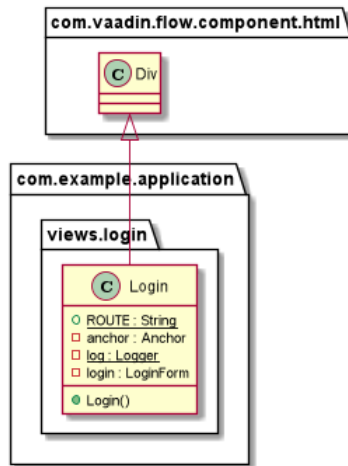 com.vaadin.flow.component.html
C Div
com.example.application
views.login
C Login
ROUTE : String
anchor : Anchor
log : Logger
login : LoginForm
Login()